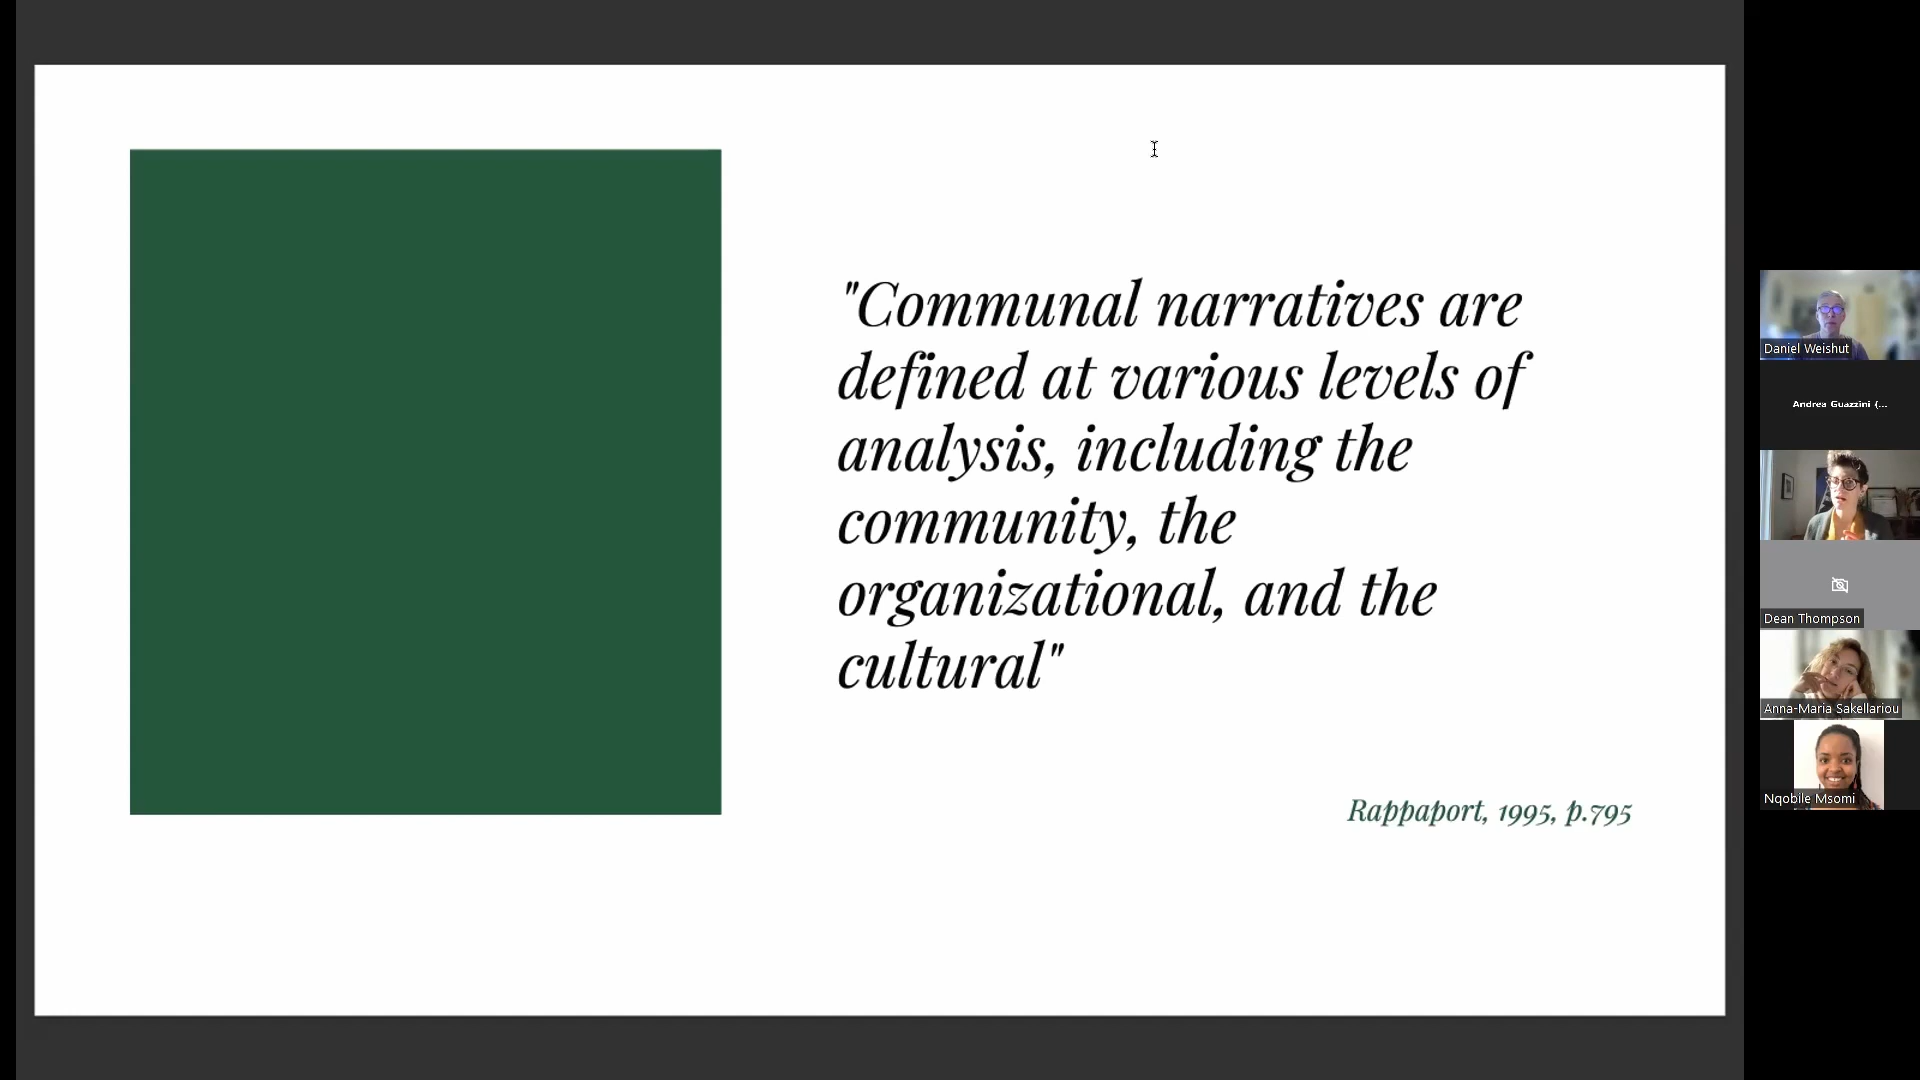 "Communal narratives are
defined at various levels of
analysis, including the
community, the
organizational, and the
cultural"
Rappaport, 1995, p.795
Daniel Weishut
Andrea Guazzini (...
Dean Thompson
Anna-Maria Sakellariou
Nqobile Msomi